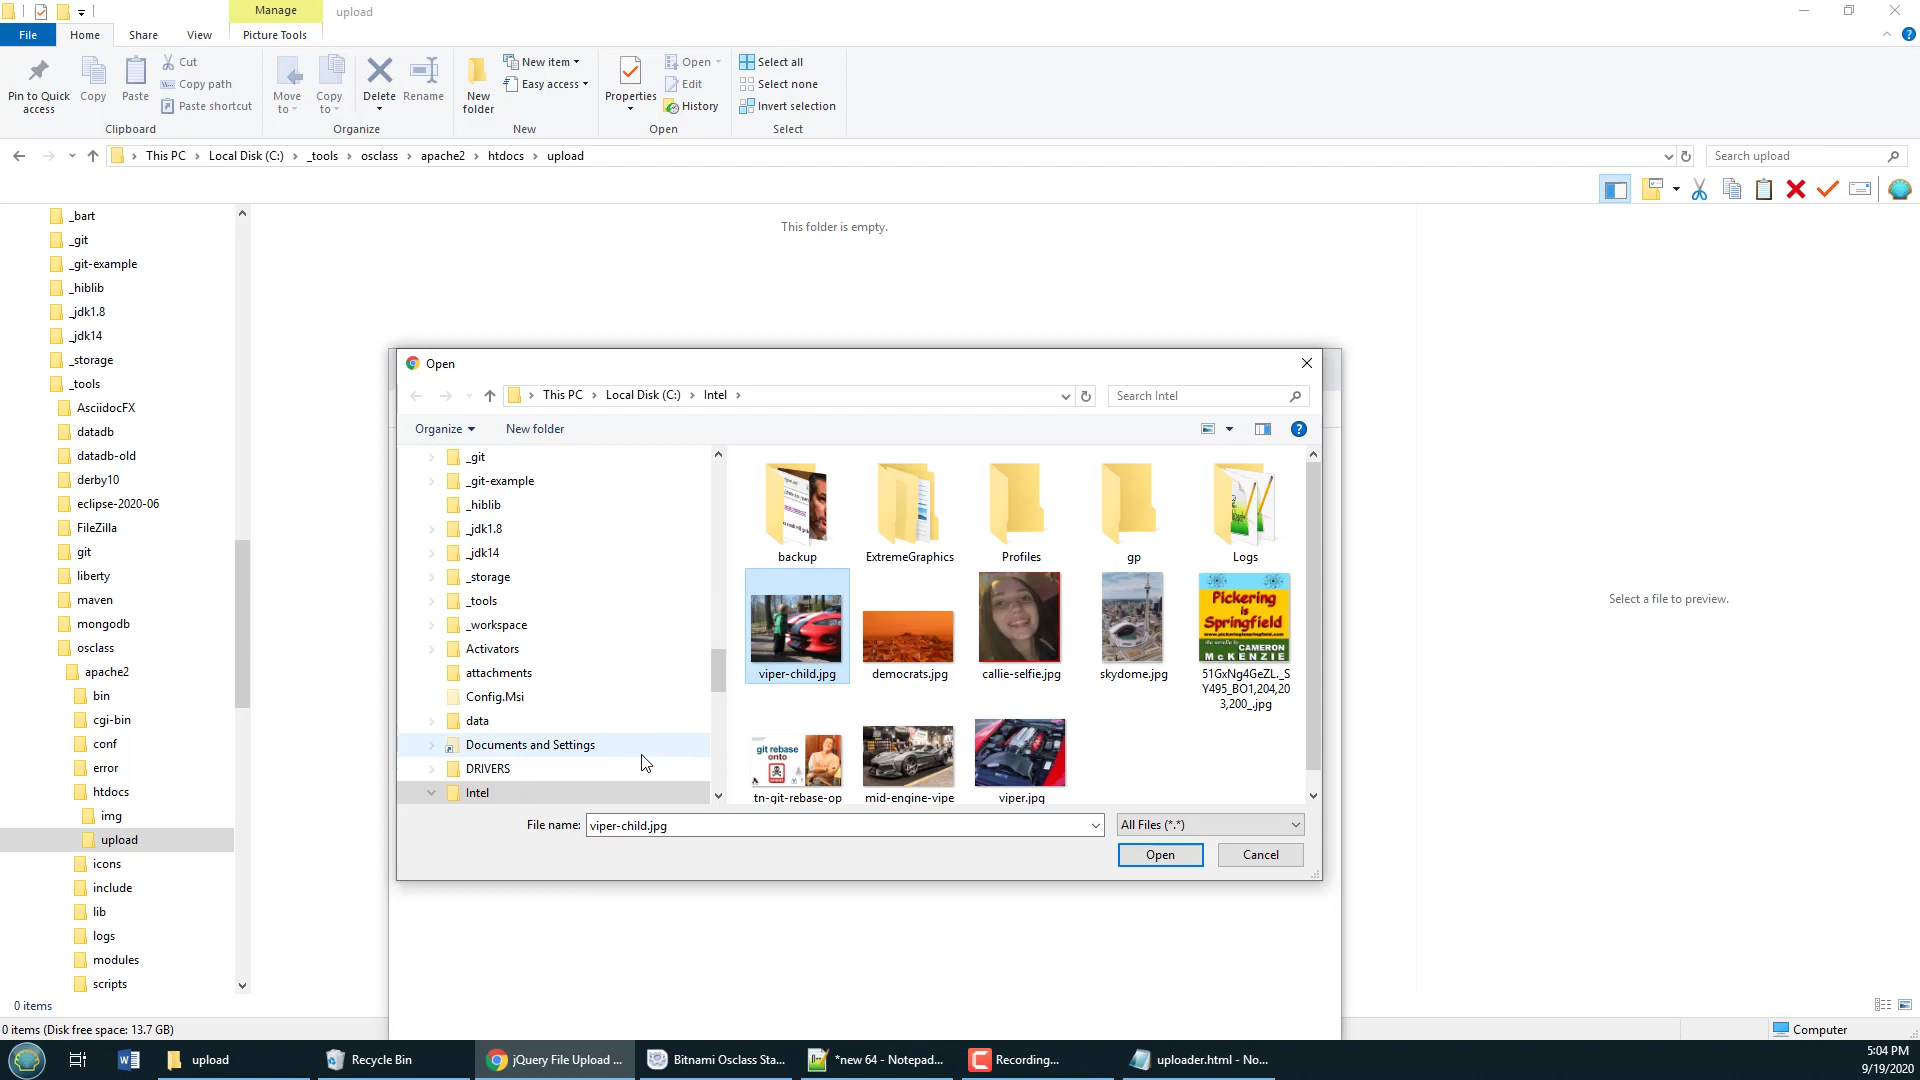 Manage
upload
File
Home
Share
View
Picture Tools
Pin to Quick
access
Copy
Paste
Cut
Copy path
Paste shortcut
Clipboard
Move
to
Copy
to
Delete
Rename
Organize
New
folder
New item
Easy access
New
Properties
Open
Edit
History
Open
Select all
Select none
Invert selection
Select
This PC
Local Disk (C:)
_tools
osclass
apache2
htdocs
upload
Search upload
_bart
_git
_git-example
_hiblib
_jdk1.8
_jdk14
_storage
_tools
AsciidocFX
datadb
datadb-old
derby10
eclipse-2020-06
FileZilla
git
liberty
maven
mongodb
osclass
apache2
bin
cgi-bin
conf
error
htdocs
img
upload
icons
include
lib
logs
modules
scripts
This folder is empty.
Select a file to preview.
Open
This PC
Local Disk (C:)
Intel
Search Intel
Organize
New folder
_git
_git-example
_hiblib
_jdk1.8
_jdk14
_storage
_tools
_workspace
Activators
attachments
Config.Msi
data
Documents and Settings
DRIVERS
Intel
backup
ExtremeGraphics
Profiles
gp
Logs
viper-child.jpg
democrats.jpg
callie-selfie.jpg
skydome.jpg
Pickering
is
Springfield
www.pickeringisspringfield.com
the novella by CAMERON
McKENZIE
51GxNg4GeZL._S
Y495_BO1,204,20
3,200_.jpg
git rebase
onto
tn-git-rebase-op
mid-engine-vipe
viper.jpg
File name:
viper-child.jpg
All Files (*.*)
Open
Cancel
0 items
0 items (Disk free space: 13.7 GB)
Computer
upload
Recycle Bin
jQuery File Upload ...
Bitnami Osclass Sta...
*new 64 - Notepad...
Recording...
uploader.html - No...
5:04 PM
9/19/2020